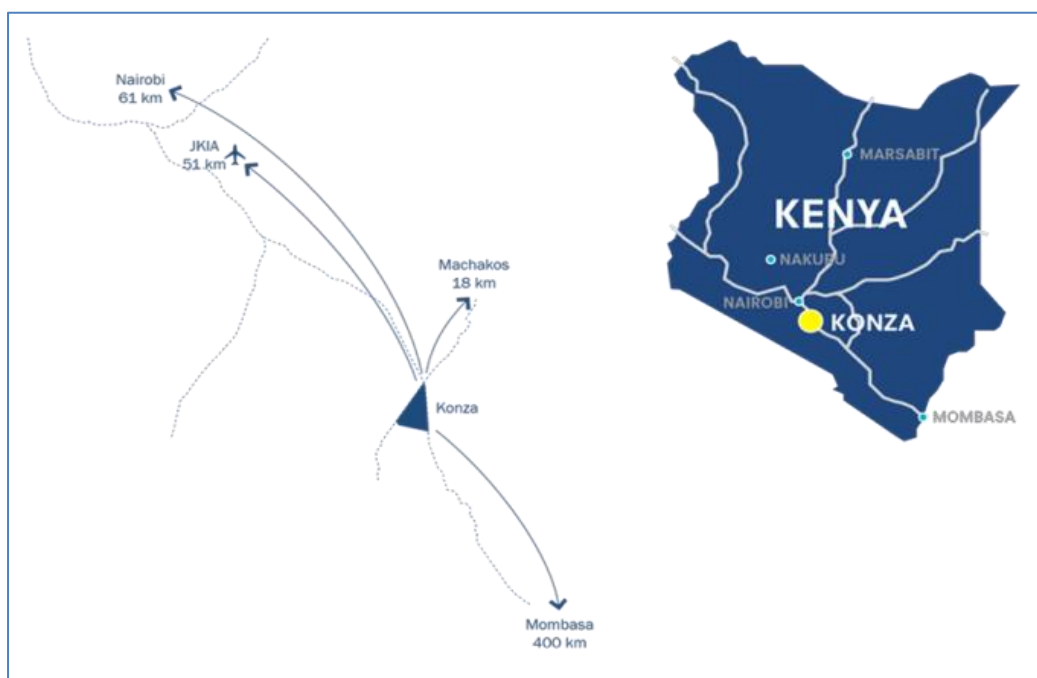 Nairobi
61 km
JKIA
51 km
Machakos
18 km
Konza
Mombasa
400 km
MARSABIT
KENYA
NAKURU
NAIROBI
KONZA
MOMBASA